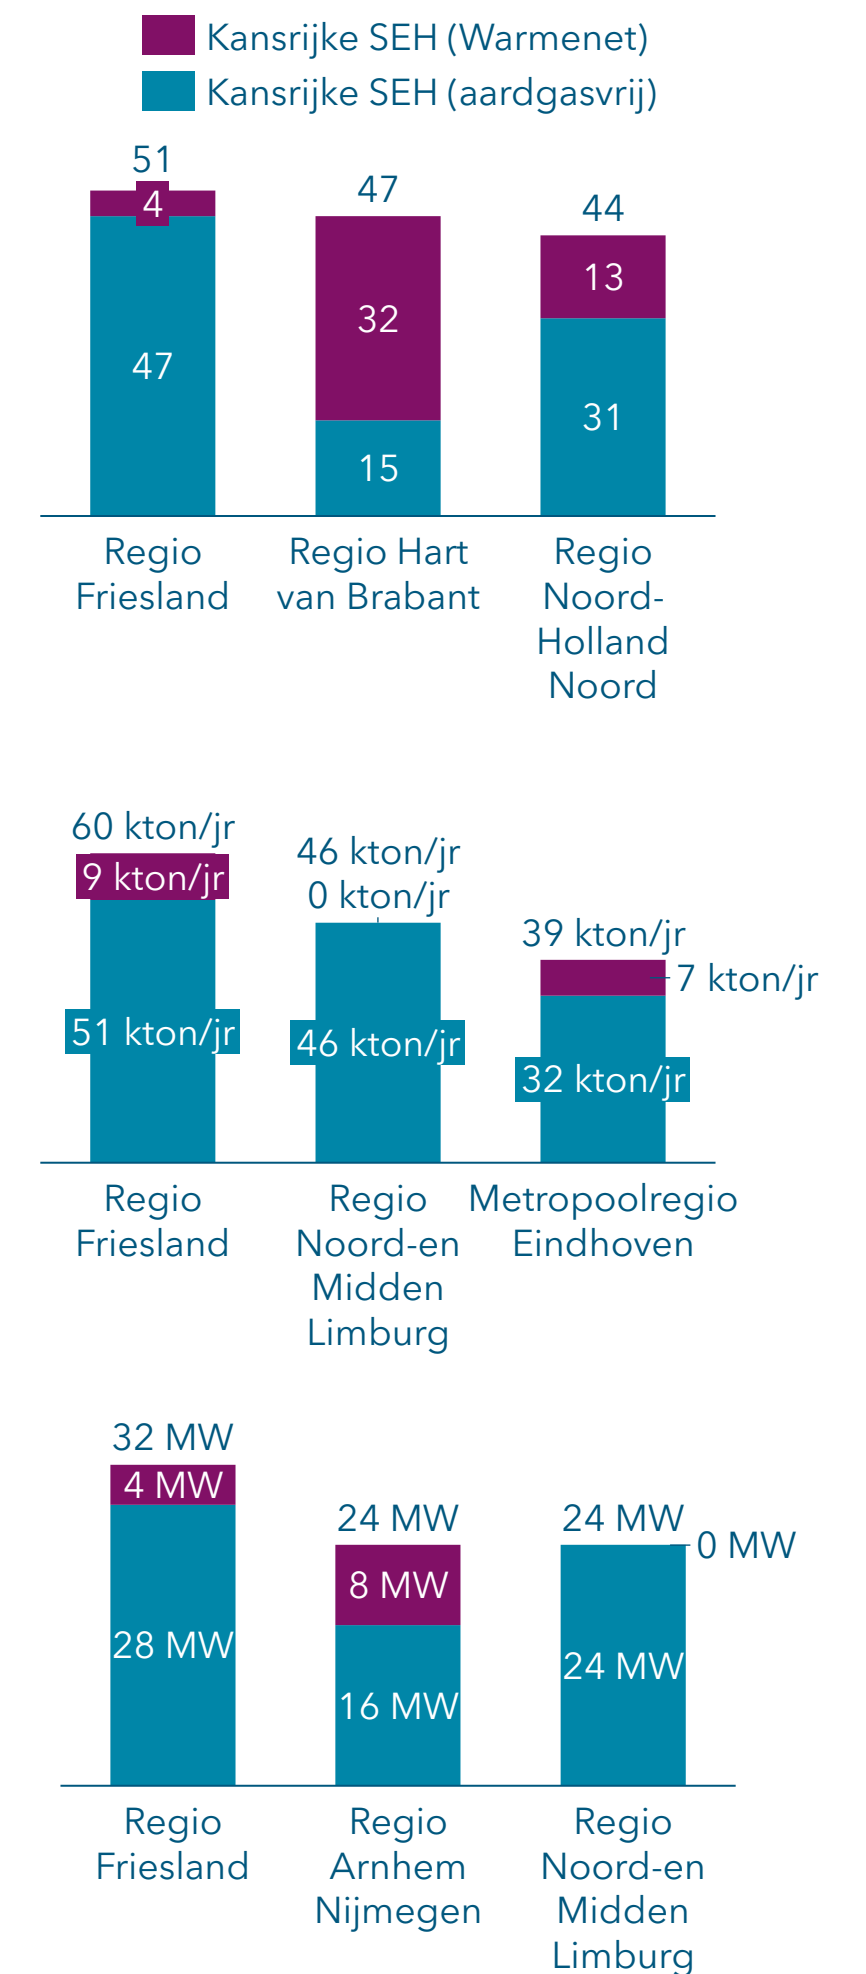 Kansrijke SEH (Warmenet)
Kansrijke SEH (aardgasvrij)
51
4
47
47
32
15
44
13
31
Regio
Friesland
Regio Hart
van Brabant
Regio
Noord-
Holland
Noord
60 kton/jr
9 kton/jr
51 kton/jr
46 kton/jr
0 kton/jr
46 kton/jr
39 kton/jr
7 kton/jr
32 kton/jr
Regio
Friesland
Regio
Noord-en
Midden
Limburg
Metropoolregio
Eindhoven
32 MW
4 MW
28 MW
24 MW
8 MW
16 MW
24 MW
0 MW
24 MW
Regio
Friesland
Regio
Arnhem
Nijmegen
Regio
Noord-en
Midden
Limburg